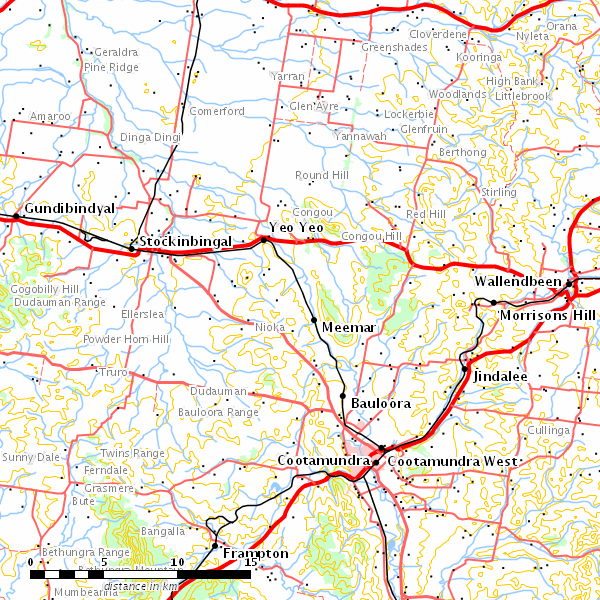 Orana
Cloverdene
Nyleta
Greenshades
Geraldra
Kooringa
Pine Ridge
Yarran
High Bank
Woodlands
Littlebrook
Glen Ayre
Comerford
Lockerbie
Amaroo
Glenfruin
Dinga Dingi
Yannawah
Berthong
Round Hill
Stirling
Gundibindyal
Congou
Red Hill
Yeo Yeo
Stockinbingal
Congou Hill
Wallendbeen
Gogobilly Hill
Dudauman Range
Ellerslea
Morrisons Hill
Nioka
Meemar
Powder Horn Hill
Truro
Jindalee
Dudauman
Bauloora
Bauloora Range
Cullinga
Twins Range
Sunny Dale
Cootamundra
Cootamundra West
Ferndale
Grasmere
Bute
Bangalla
Bethungra Range
Frampton
0 5 10 15
Bethungra Mountain
distance in km
Mumbeanna